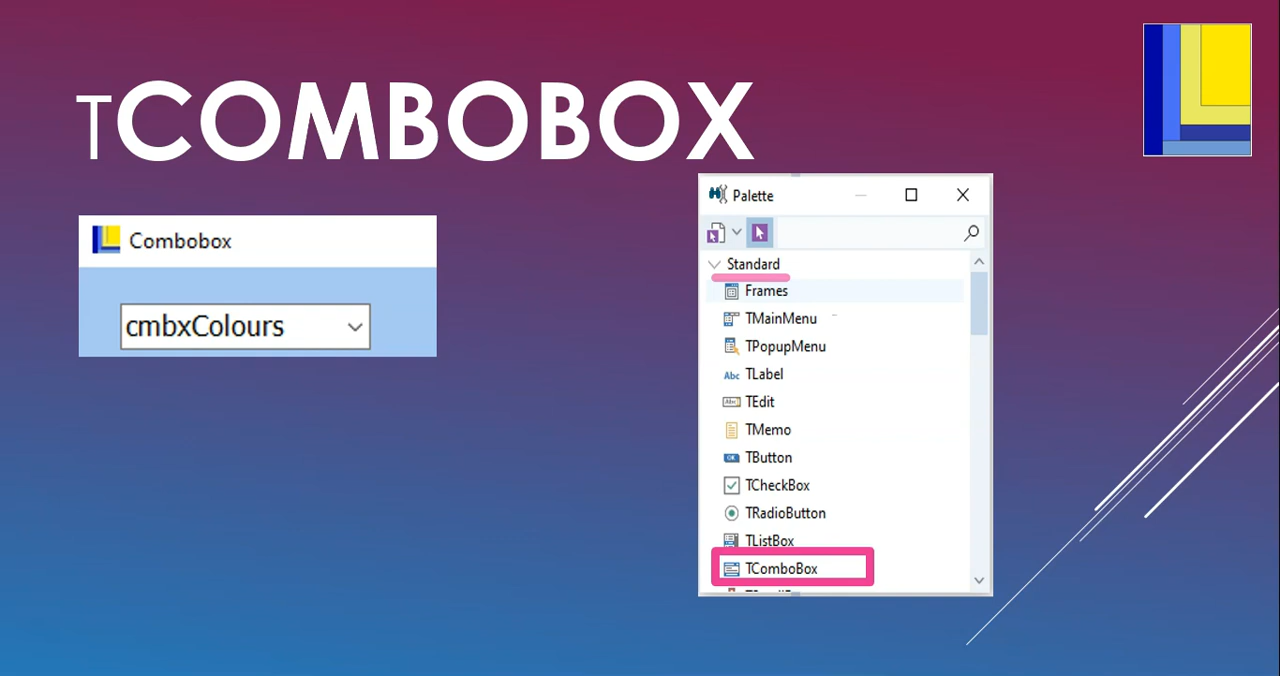 TCOMBOBOX
Combobox
cmbxColours
Palette
Standard
Frames
TMainMenu
TPopupMenu
Abc TLabel
TEdit
TMemo
OK TButton
TCheckBox
TRadioButton
TListBox
TComboBox